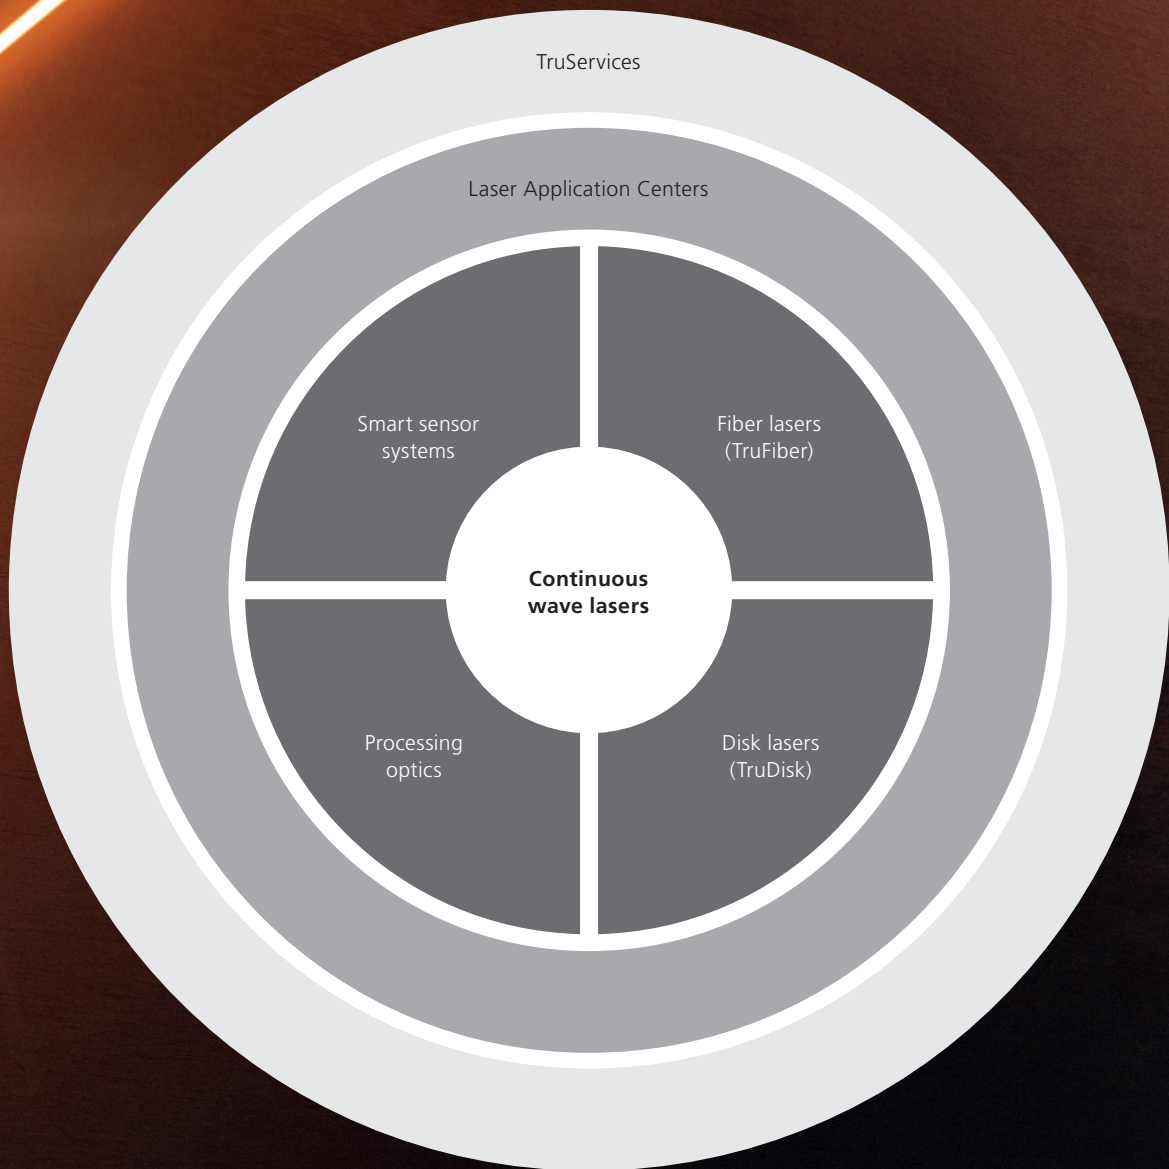 TruServices
Laser Application Centers
Smart sensor
systems
Fiber lasers
(TruFiber)
Continuous
wave lasers
Processing
optics
Disk lasers
(TruDisk)